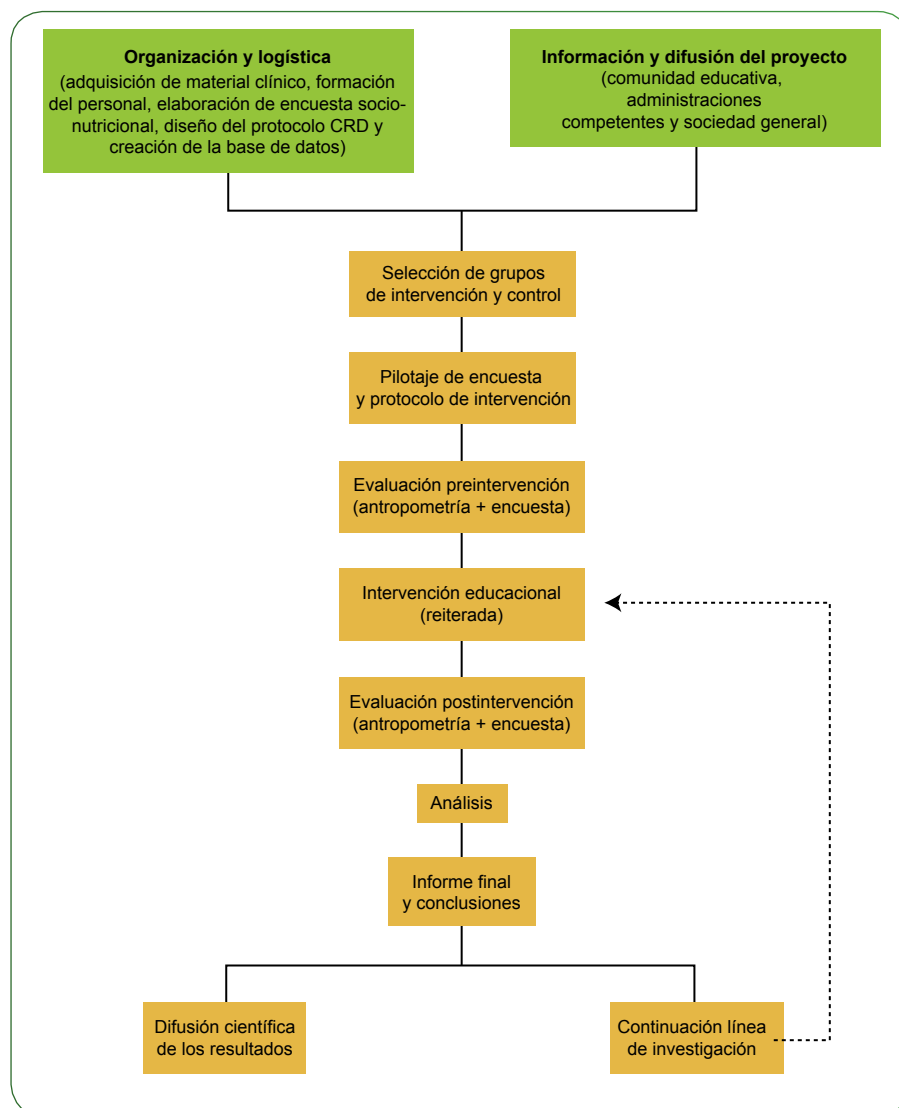 Organización y logística
(adquisición de material clínico, formación
del personal, elaboración de encuesta socio-
nutricional, diseño del protocolo CRD y
creación de la base de datos)
Información y difusión del proyecto
(comunidad educativa,
administraciones
competentes y sociedad general)
Selección de grupos
de intervención y control
Pilotaje de encuesta
y protocolo de intervención
Evaluación preintervención
(antropometría + encuesta)
Intervención educacional
(reiterada)
Evaluación postintervención
(antropometría + encuesta)
Análisis
Informe final
y conclusiones
Difusión científica
de los resultados
Continuación línea
de investigación